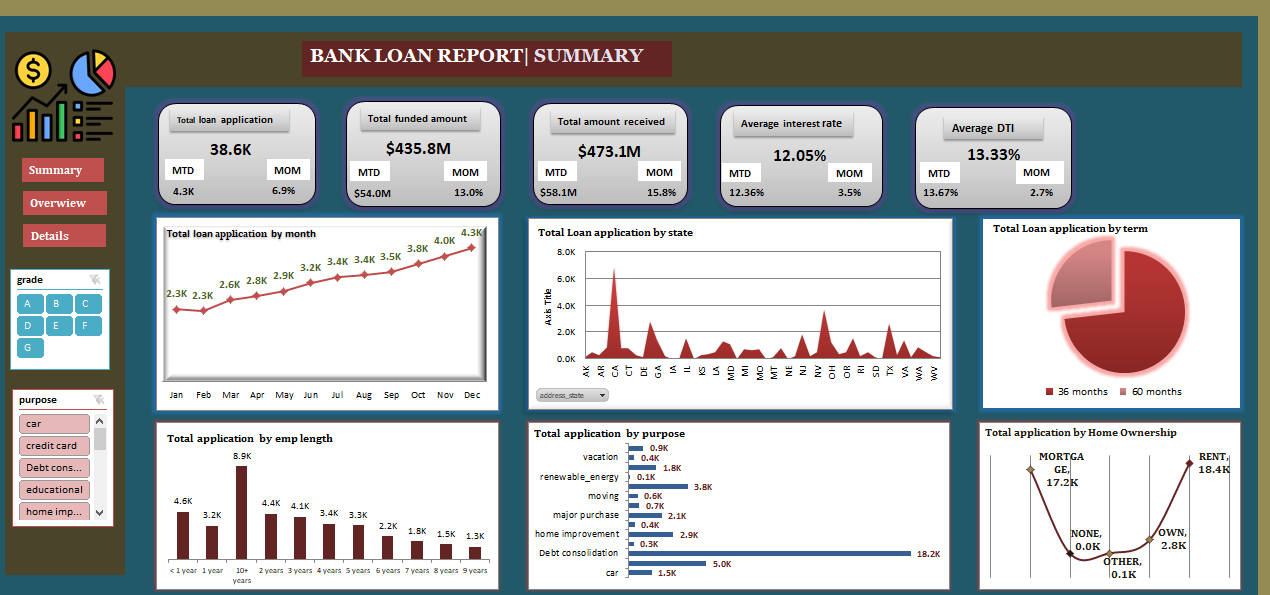 BANK LOAN REPORT| SUMMARY
Summary
Overwiew
Details
grade
A B C
D E F
G
purpose
car
credit card
Debt cons...
educational
home imp...
Total loan application
38.6K
MTD MOM
4.3K 6.9%
Total funded amount
$435.8M
MTD MOM
$54.0M 13.0%
Total amount received
$473.1M
MTD MOM
$58.1M 15.8%
Average interest rate
12.05%
MTD MOM
12.36% 3.5%
Average DTI
13.33%
MTD MOM
13.67% 2.7%
Total loan application by month
2.3K 2.3K 2.6K 2.8K 2.9K 3.2K 3.4K 3.4K 3.5K 3.8K 4.0K 4.3K
Jan Feb Mar Apr May Jun Jul Aug Sep Oct Nov Dec
Total Loan application by state
8.0K
6.0K
4.0K
2.0K
0.0K
Axis Title
AK AR CA CT DE GA IA IL KS LA MD MI MO MT NE NJ NV OH OR RI SD TX VA WA WV
address_state
Total Loan application by term
36 months 60 months
Total application by emp length
4.6K 3.2K 8.9K 4.4K 4.1K 3.4K 3.3K 2.2K 1.8K 1.5K 1.3K
< 1 year 1 year 10+ years 2 years 3 years 4 years 5 years 6 years 7 years 8 years 9 years
Total application by purpose
0.9K
vacation 0.4K
1.8K
renewable_energy 0.1K
3.8K
moving 0.6K
0.7K
major purchase 2.1K
0.4K
home improvement 2.9K
0.3K
Debt consolidation 18.2K
5.0K
car 1.5K
Total application by Home Ownership
MORTGA
GE,
17.2K
NONE,
0.0K
OTHER,
0.1K
OWN,
2.8K
RENT,
18.4K